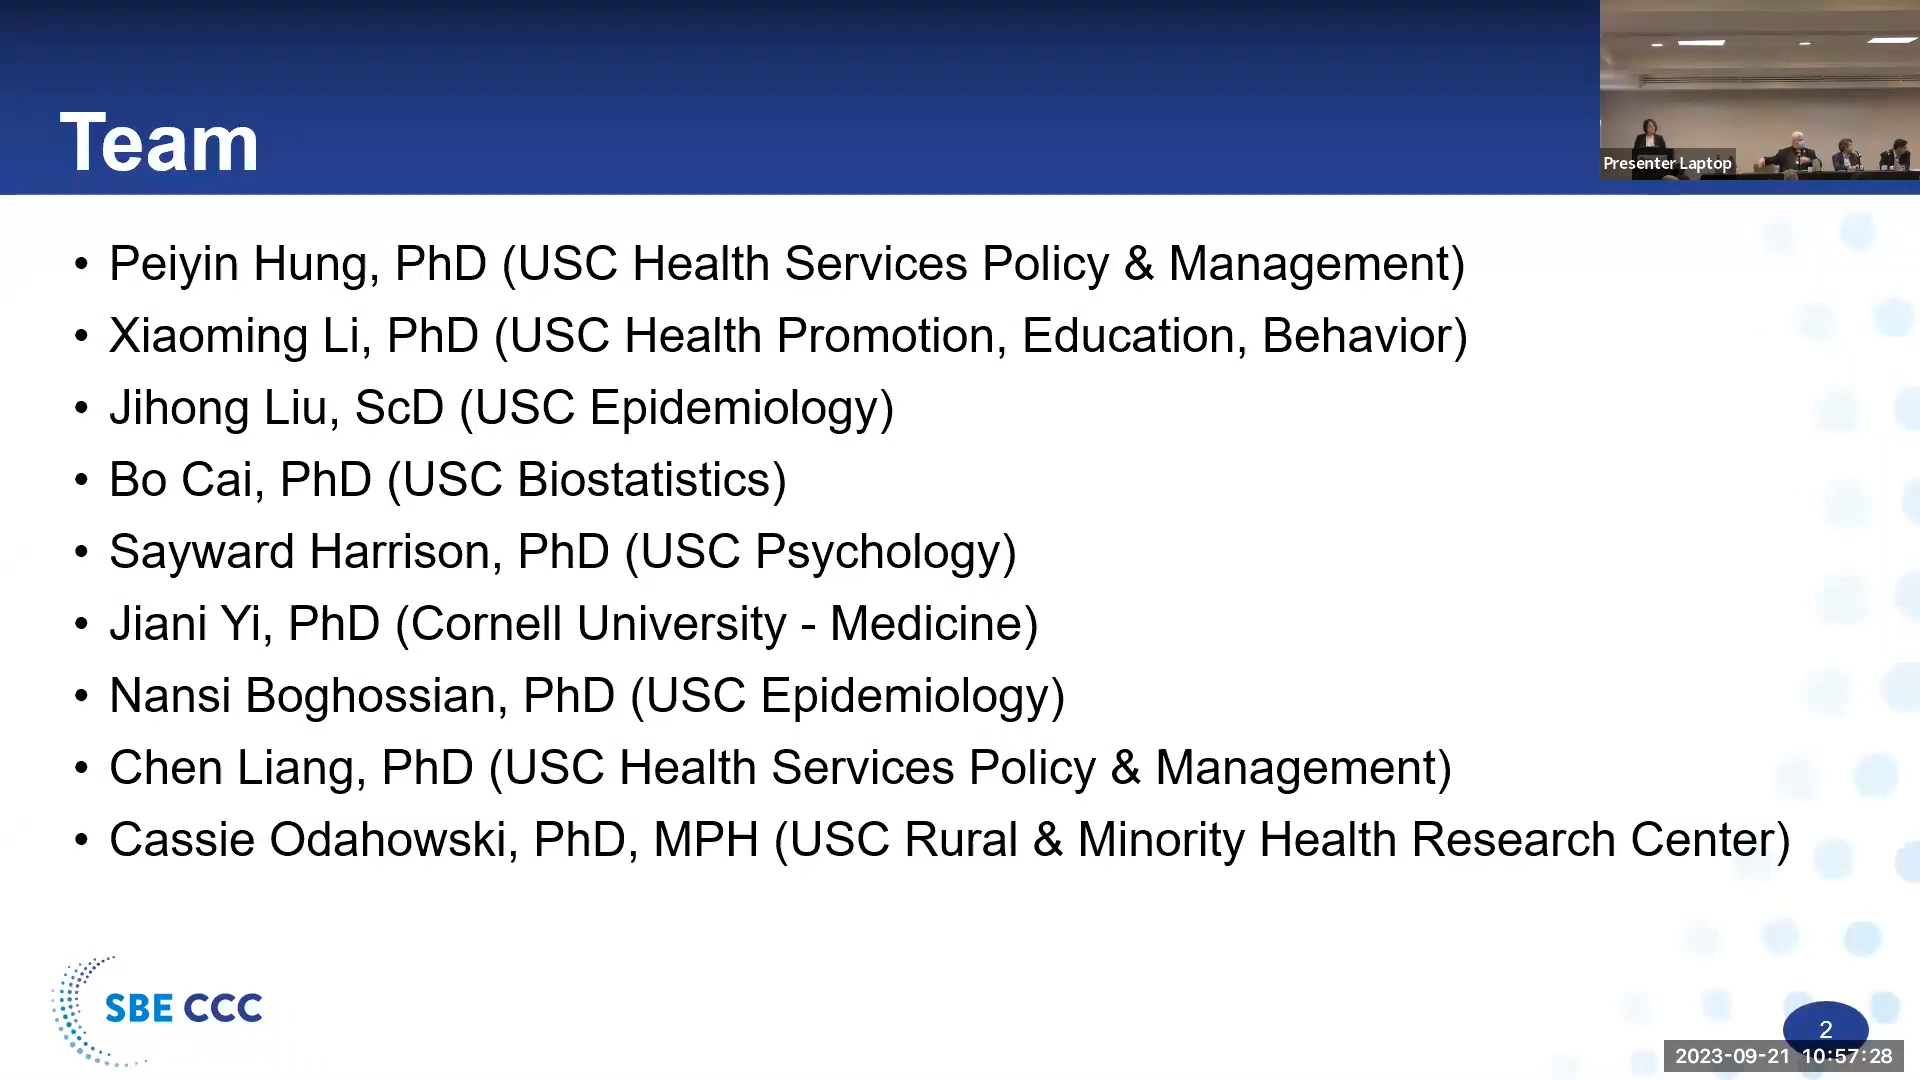 Team
Presenter Laptop
• Peiyin Hung, PhD (USC Health Services Policy & Management)
• Xiaoming Li, PhD (USC Health Promotion, Education, Behavior)
• Jihong Liu, ScD (USC Epidemiology)
• Bo Cai, PhD (USC Biostatistics)
• Sayward Harrison, PhD (USC Psychology)
• Jiani Yi, PhD (Cornell University - Medicine)
• Nansi Boghossian, PhD (USC Epidemiology)
• Chen Liang, PhD (USC Health Services Policy & Management)
• Cassie Odahowski, PhD, MPH (USC Rural & Minority Health Research Center)
SBE CCC
2
2023-09-21 10:57:28